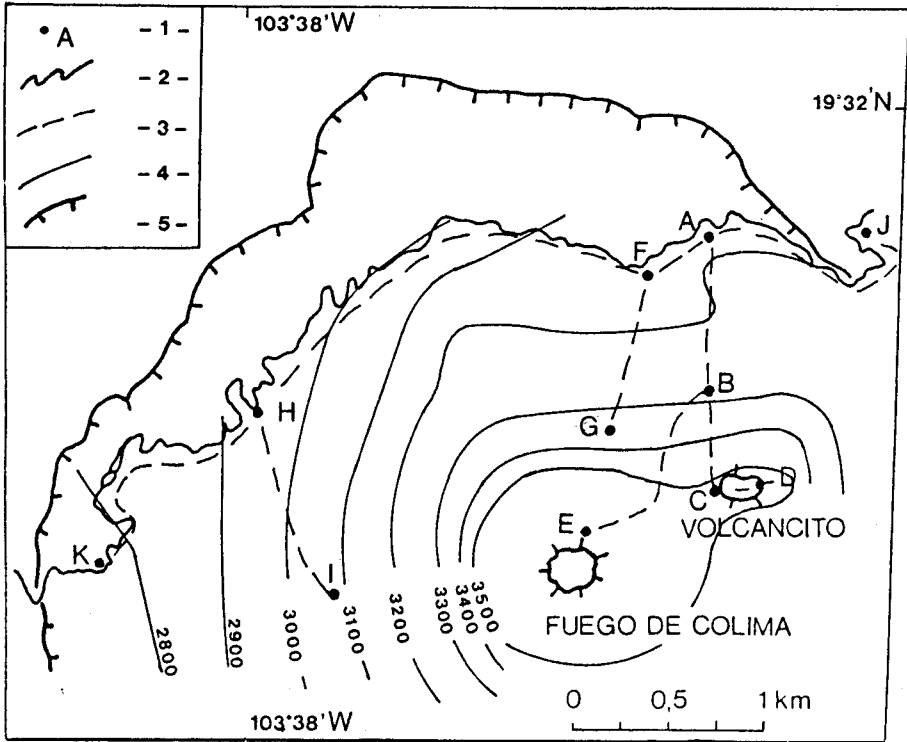 103°38'W
A - 1 -
- 2 -
- 3 -
- 4 -
- 5 -
19°32'N
A
J
F
B
H
G
D
C
VOLCANCITO
E
K
I
2800
2900
3000
3100
3200
3300
3400
3500
FUEGO DE COLIMA
0 0,5 1 km
103°38'W